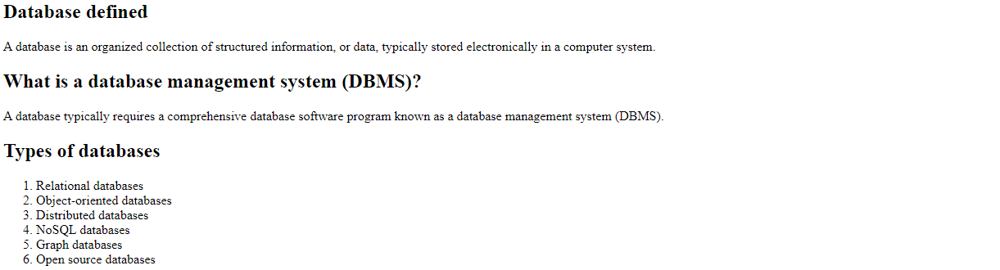 Database defined
A database is an organized collection of structured information, or data, typically stored electronically in a computer system.
What is a database management system (DBMS)?
A database typically requires a comprehensive database software program known as a database management system (DBMS).
Types of databases
1. Relational databases
2. Object-oriented databases
3. Distributed databases
4. NoSQL databases
5. Graph databases
6. Open source databases